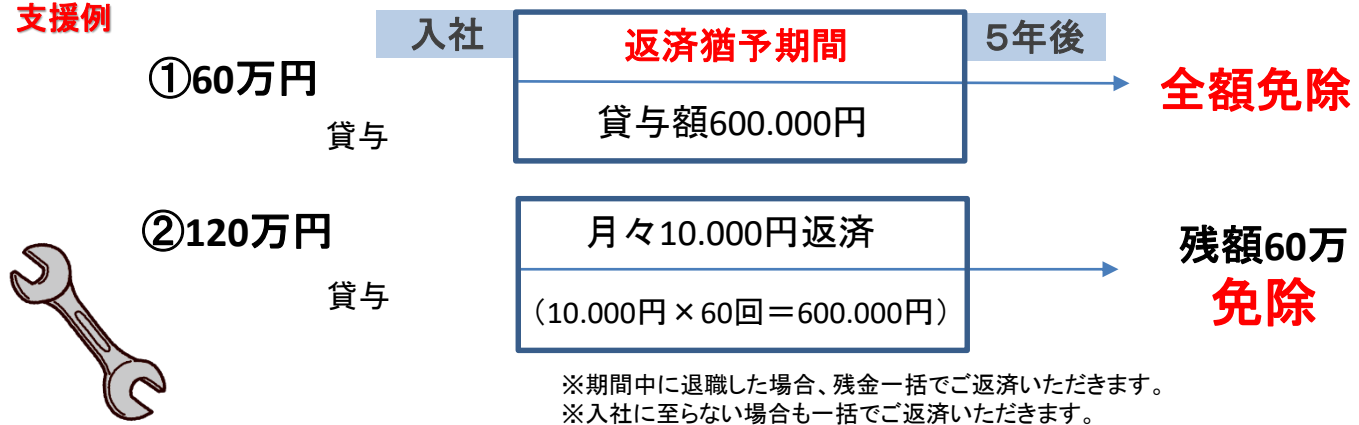 支援例
入社
返済猶予期間
5年後
①60万円
貸与
貸与額600.000円
全額免除
②120万円
貸与
月々10.000円返済
（10.000円×60回＝600.000円）
残額60万
免除
※期間中に退職した場合、残金一括でご返済いただきます。
※入社に至らない場合も一括でご返済いただきます。